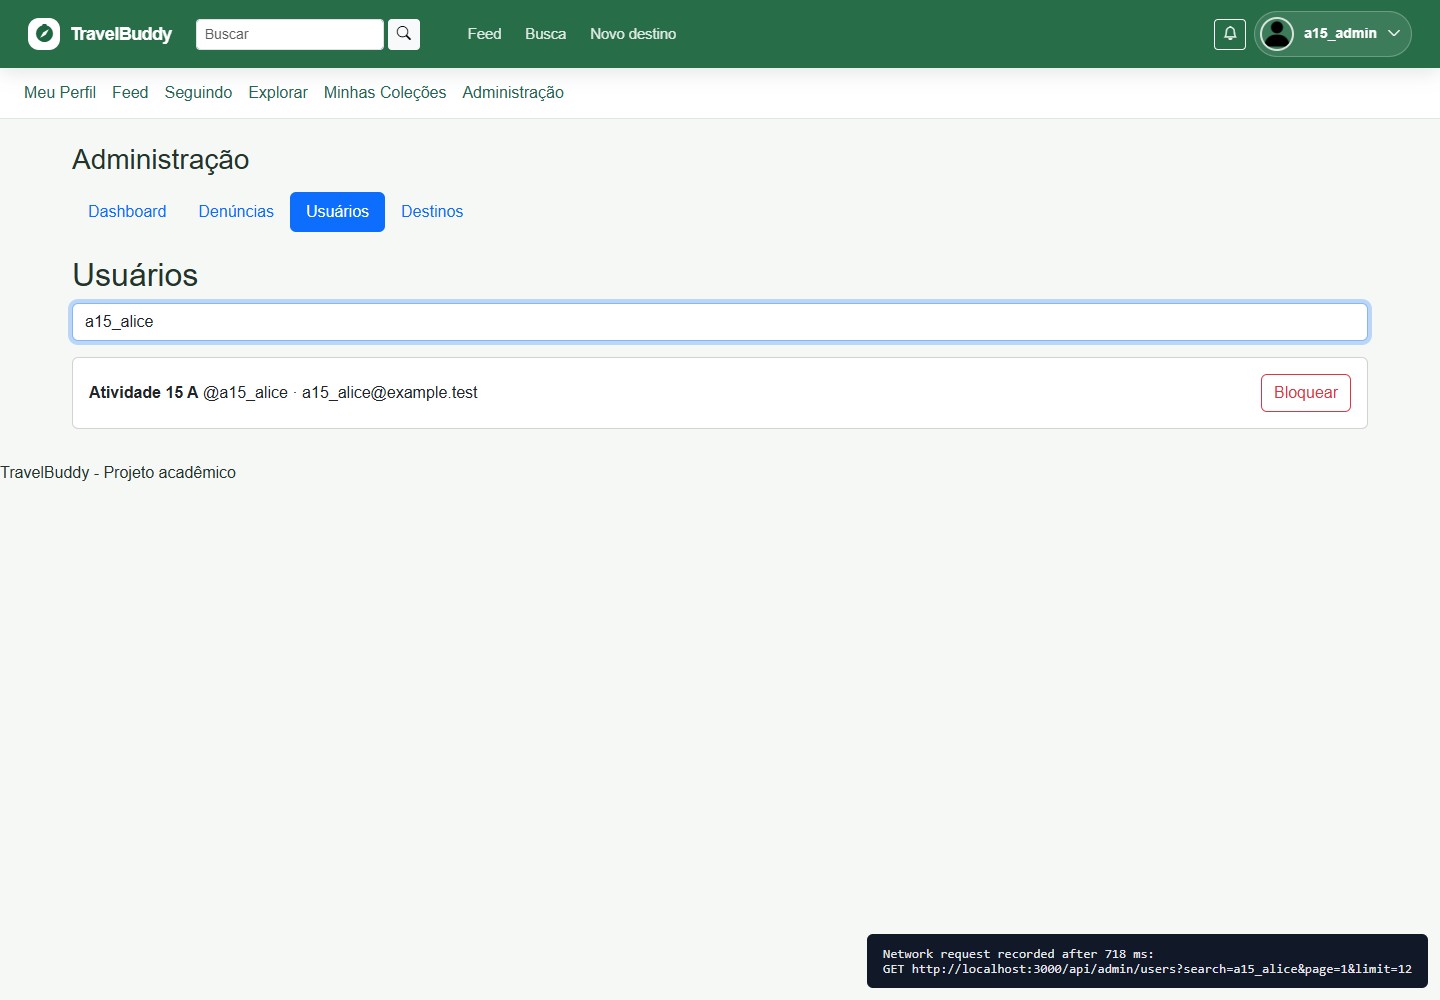 TravelBuddy
Buscar
Feed Busca Novo destino
a15_admin
Meu Perfil Feed Seguindo Explorar Minhas Coleções Administração
Administração
Dashboard Denúncias Usuários Destinos
Usuários
a15_alice
Atividade 15 A @a15_alice · a15_alice@example.test
Bloquear
TravelBuddy - Projeto acadêmico
Network request recorded after 718 ms:
GET http://localhost:3000/api/admin/users?search=a15_alice&page=1&limit=12